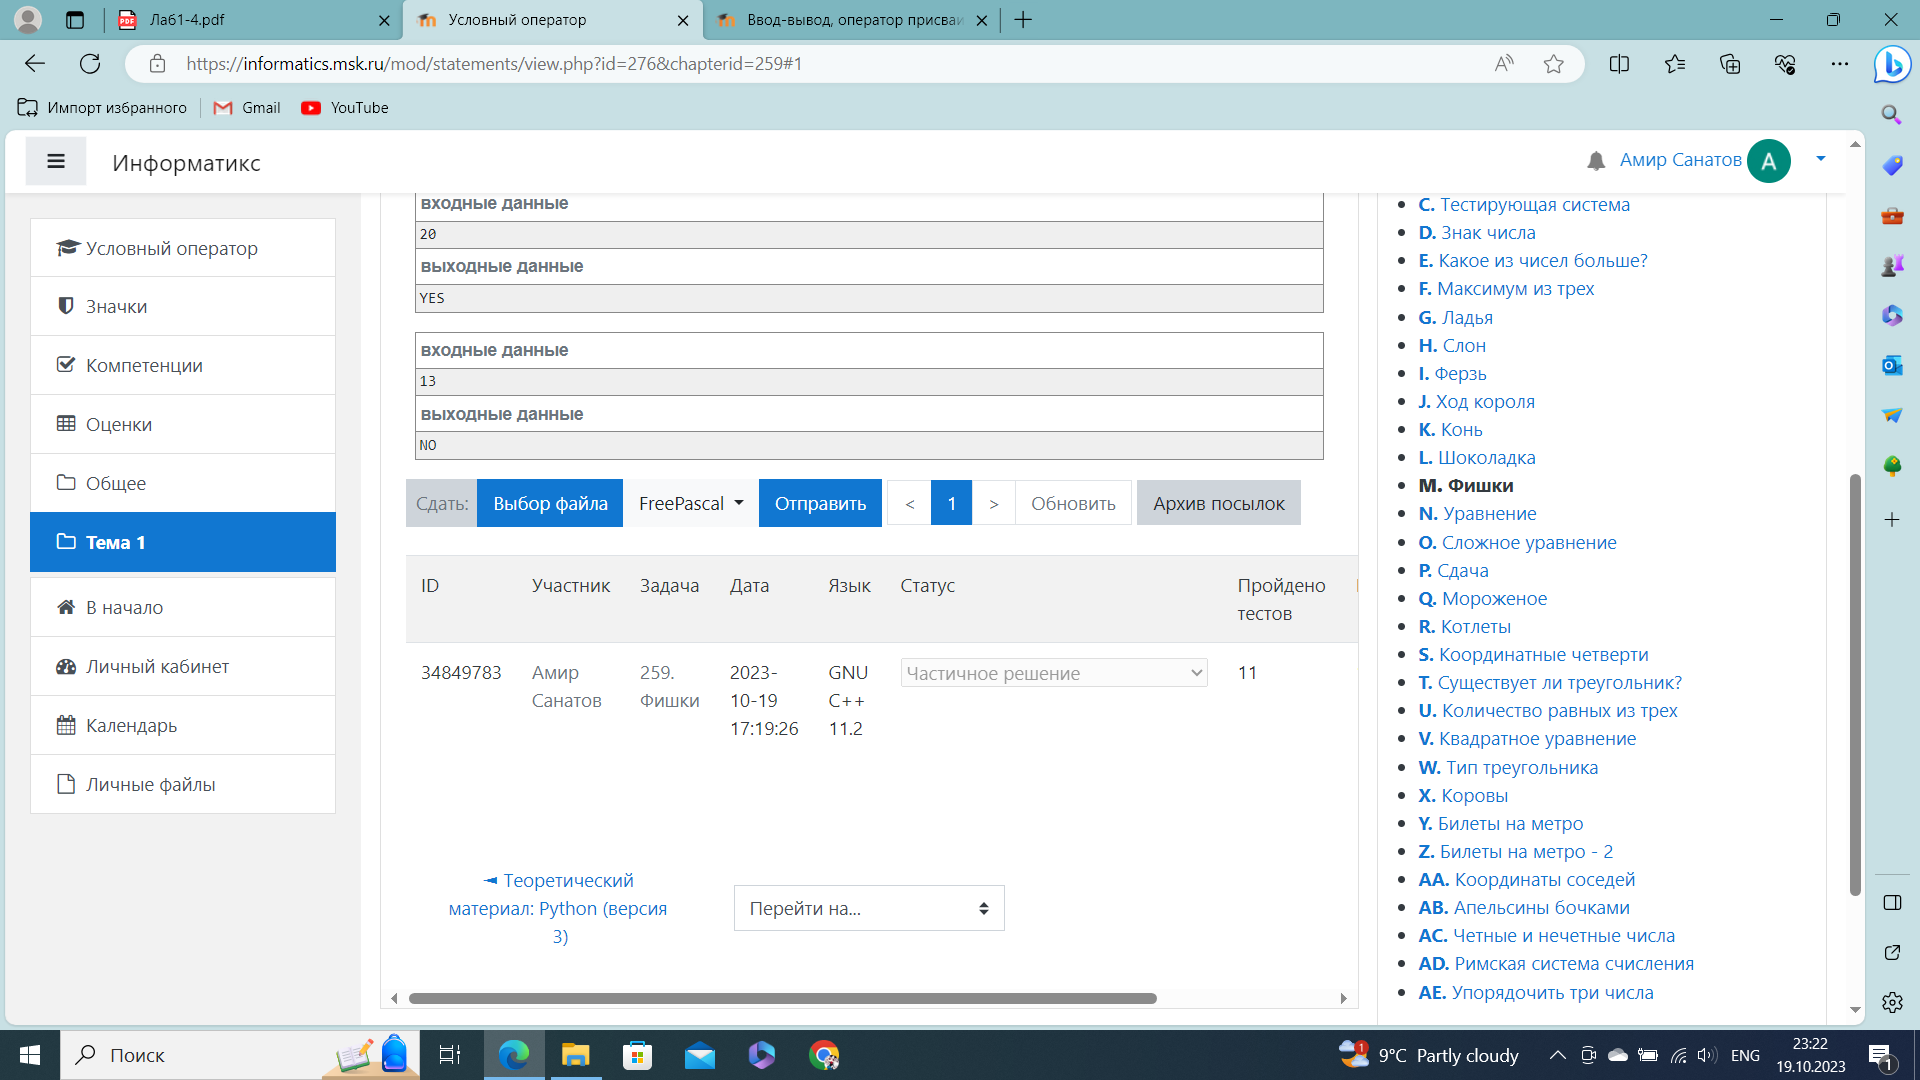 Ла61-4.pdf
Условный оператор
Ввод-вывод, оператор присваи
https://informatics.msk.ru/mod/statements/view.php?id=276&chapterid=259#1
Импорт избранного
Gmail
YouTube
Информатикс
Амир Санатов
A
Условный оператор
Значки
Компетенции
Оценки
Общее
Тема 1
В начало
Личный кабинет
Календарь
Личные файлы
входные данные
20
выходные данные
YES
входные данные
13
выходные данные
NO
Сдать:
Выбор файла
FreePascal
Отправить
<
1
>
Обновить
Архив посылок
ID
Участник
Задача
Дата
Язык
Статус
Пройдено
тестов
34849783
Амир
Санатов
259.
Фишки
2023-
10-19
17:19:26
GNU
C++
11.2
Частичное решение
11
◄ Теоретический
материал: Python (версия
3)
Перейти на...
C. Тестирующая система
D. Знак числа
E. Какое из чисел больше?
F. Максимум из трех
G. Ладья
H. Слон
I. Ферзь
J. Ход короля
K. Конь
L. Шоколадка
M. Фишки
N. Уравнение
O. Сложное уравнение
P. Сдача
Q. Мороженое
R. Котлеты
S. Координатные четверти
T. Существует ли треугольник?
U. Количество равных из трех
V. Квадратное уравнение
W. Тип треугольника
X. Коровы
Y. Билеты на метро
Z. Билеты на метро - 2
AA. Координаты соседей
AB. Апельсины бочками
AC. Четные и нечетные числа
AD. Римская система счисления
AE. Упорядочить три числа
Поиск
1
9°C Partly cloudy
ENG
23:22
19.10.2023
1